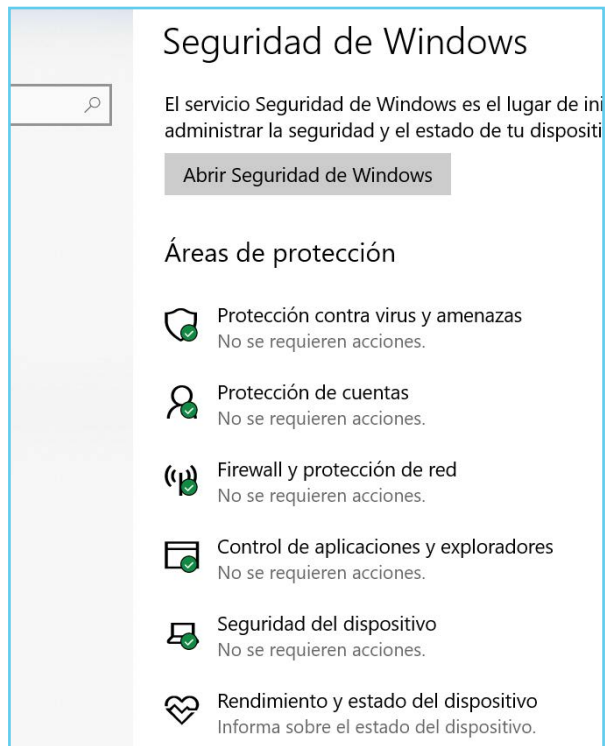 Seguridad de Windows
El servicio Seguridad de Windows es el lugar de
administrar la seguridad y el estado de tu
Abrir Seguridad de Windows
Áreas de protección
Protección contra virus y amenazas
No se requieren acciones.
Protección de cuentas
No se requieren acciones.
Firewall y protección de red
No se requieren acciones.
Control de aplicaciones y exploradores
No se requieren acciones.
Seguridad del dispositivo
No se requieren acciones.
Rendimiento y estado del dispositivo
Informa sobre el estado del dispositivo.